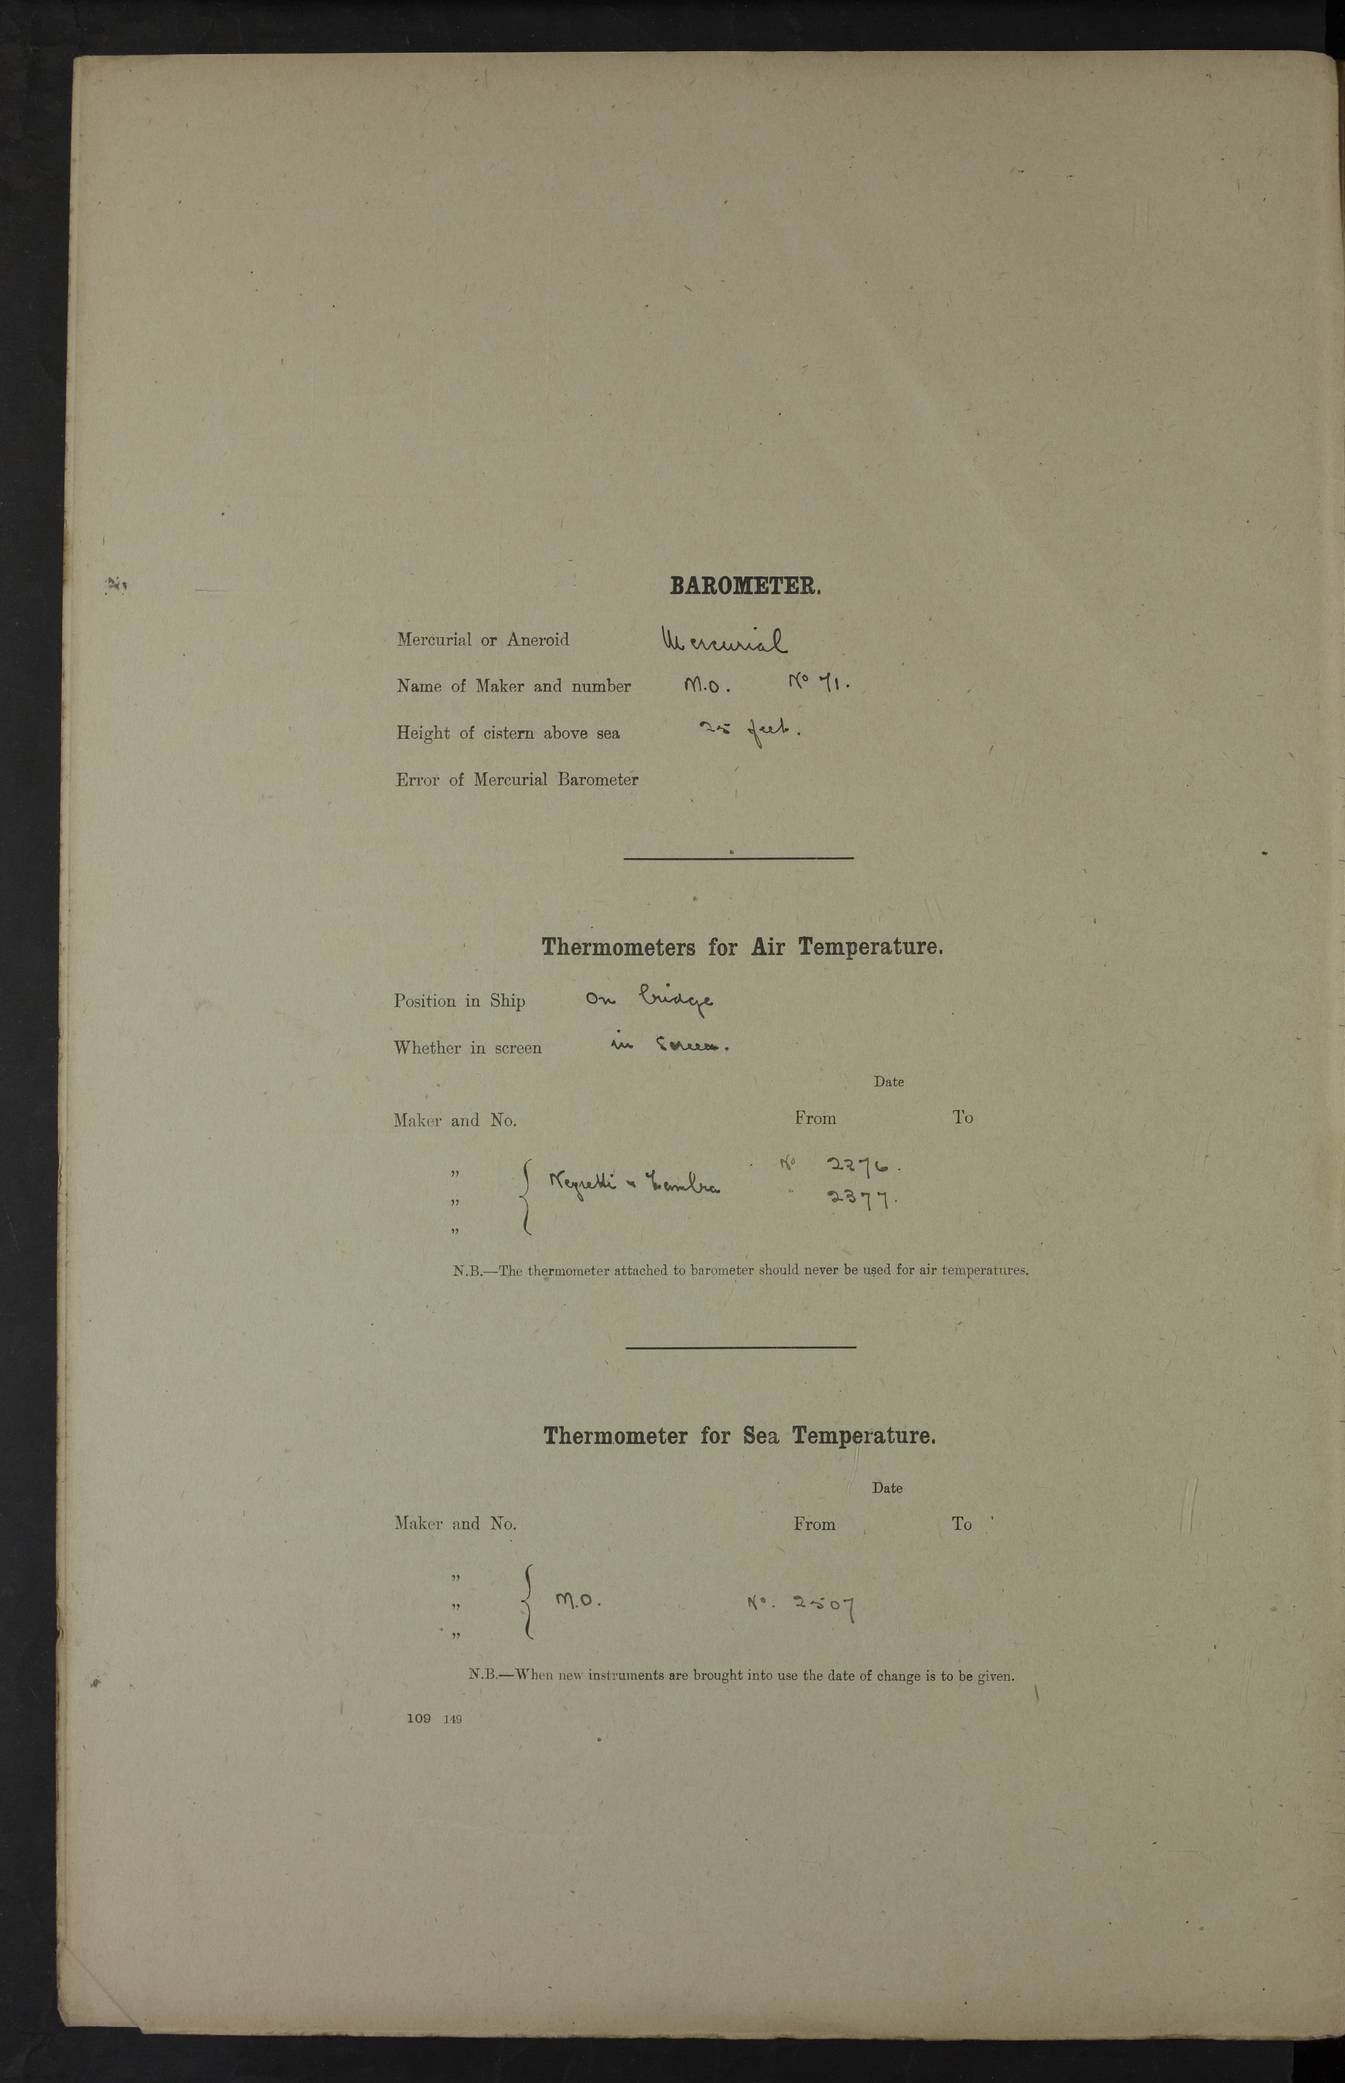 BAROMETER.
Mercurial or Aneroid Mercurial
Name of Maker and number M.O. No 71.
Height of cistern above sea 25 feet.
Error of Mercurial Barometer
Thermometers for Air Temperature.
Position in Ship on bridge
Whether in screen in screen.
Date
Maker and No. From To
" No 2376.
" { Negretti & Zambra " 2377.
"
N.B.—The thermometer attached to barometer should never be used for air temperatures.
Thermometer for Sea Temperature.
Date
Maker and No. From To
"
" { M.O. No. 2507
"
N.B.—When new instruments are brought into use the date of change is to be given.
109 149